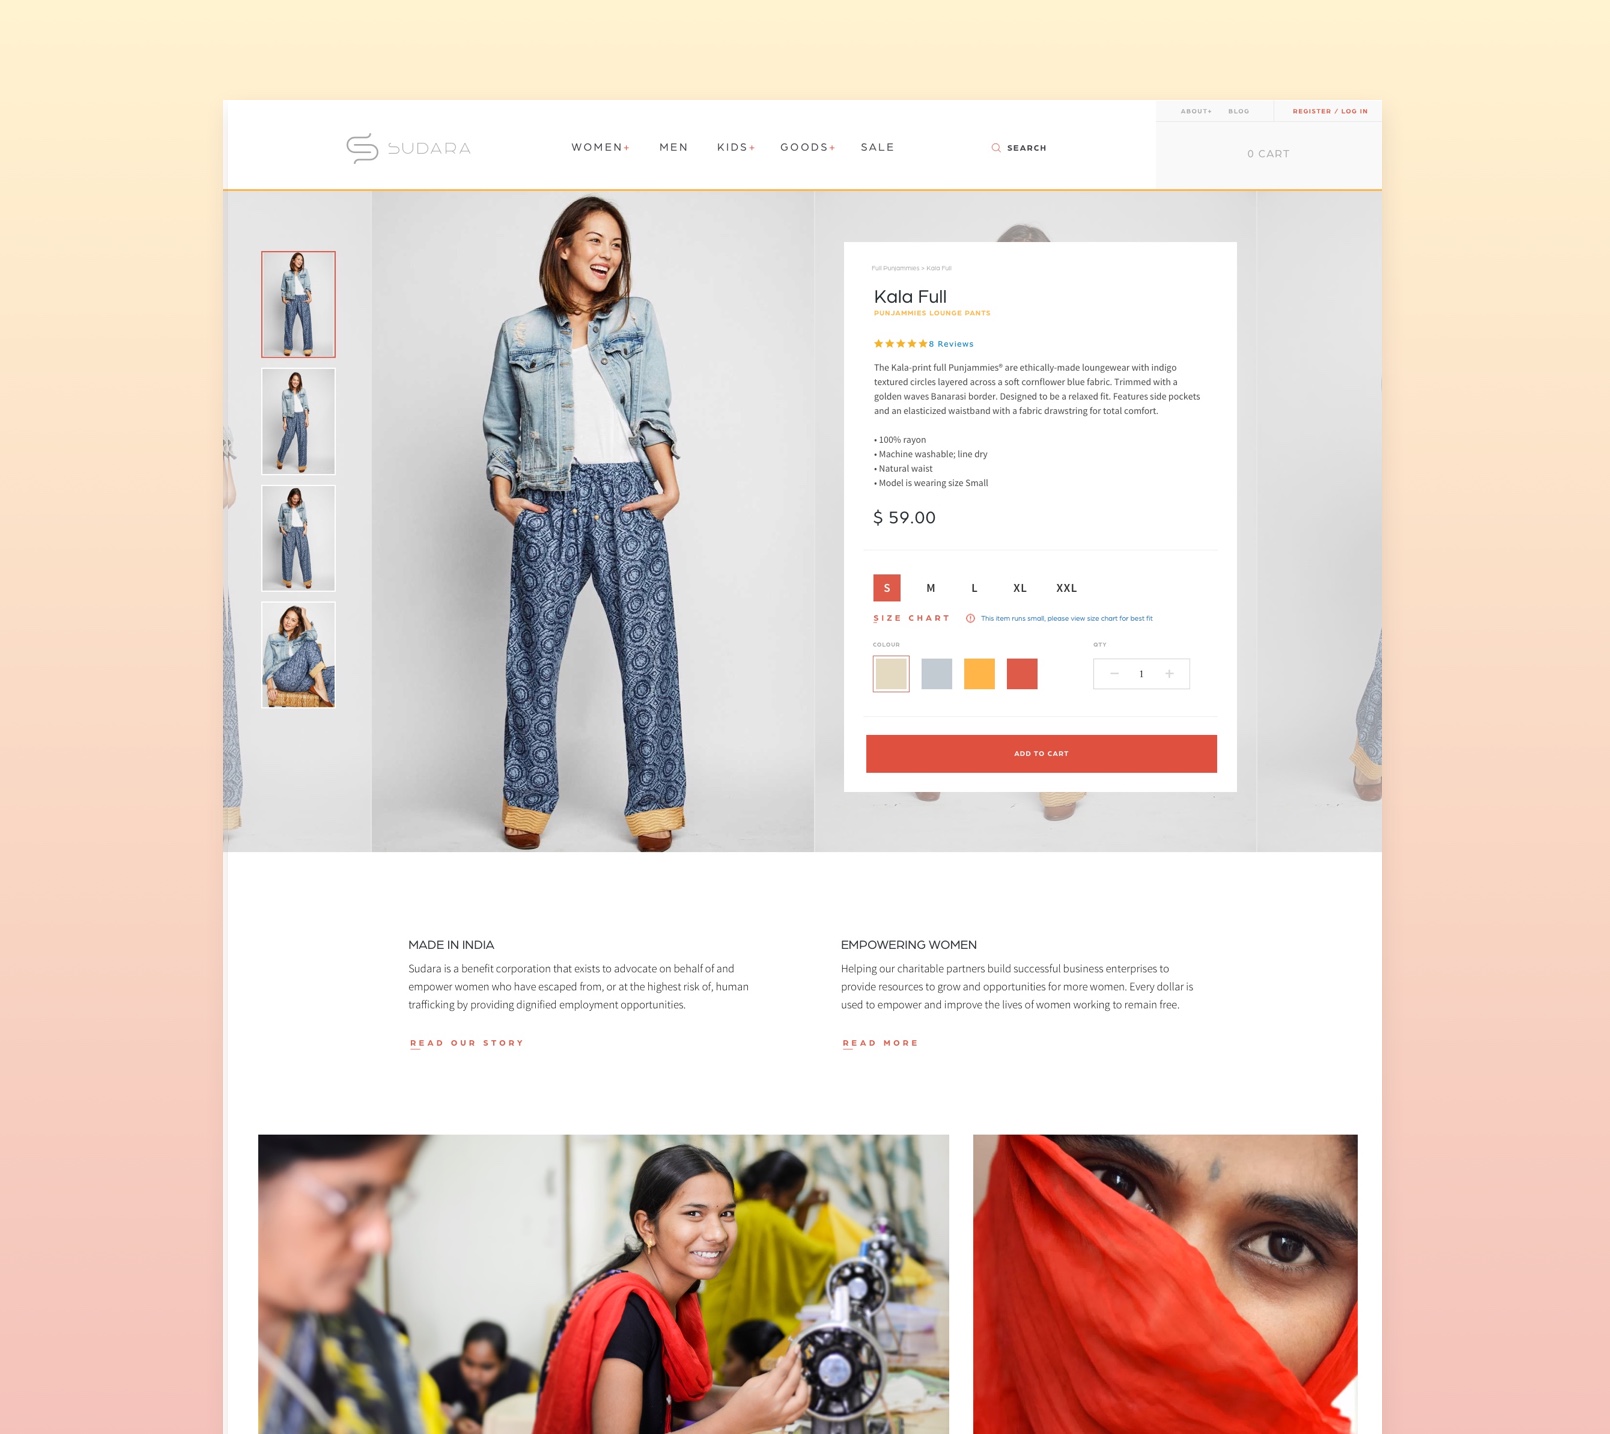 ABOUT+ BLOG REGISTER / LOG IN
SUDARA WOMEN+ MEN KIDS+ GOODS+ SALE SEARCH
0 CART
Full Punjammies > Kala Full
Kala Full
PUNJAMMIES LOUNGE PANTS
8 Reviews
The Kala-print full Punjammies® are ethically-made loungewear with indigo
textured circles layered across a soft cornflower blue fabric. Trimmed with a
golden waves Banarasi border. Designed to be a relaxed fit. Features side pockets
and an elasticized waistband with a fabric drawstring for total comfort.
• 100% rayon
• Machine washable; line dry
• Natural waist
• Model is wearing size Small
$ 59.00
S M L XL XXL
SIZE CHART This item runs small, please view size chart for best fit
COLOUR QTY
− 1 +
ADD TO CART
MADE IN INDIA
Sudara is a benefit corporation that exists to advocate on behalf of and
empower women who have escaped from, or at the highest risk of, human
trafficking by providing dignified employment opportunities.
READ OUR STORY
EMPOWERING WOMEN
Helping our charitable partners build successful business enterprises to
provide resources to grow and opportunities for more women. Every dollar is
used to empower and improve the lives of women working to remain free.
READ MORE